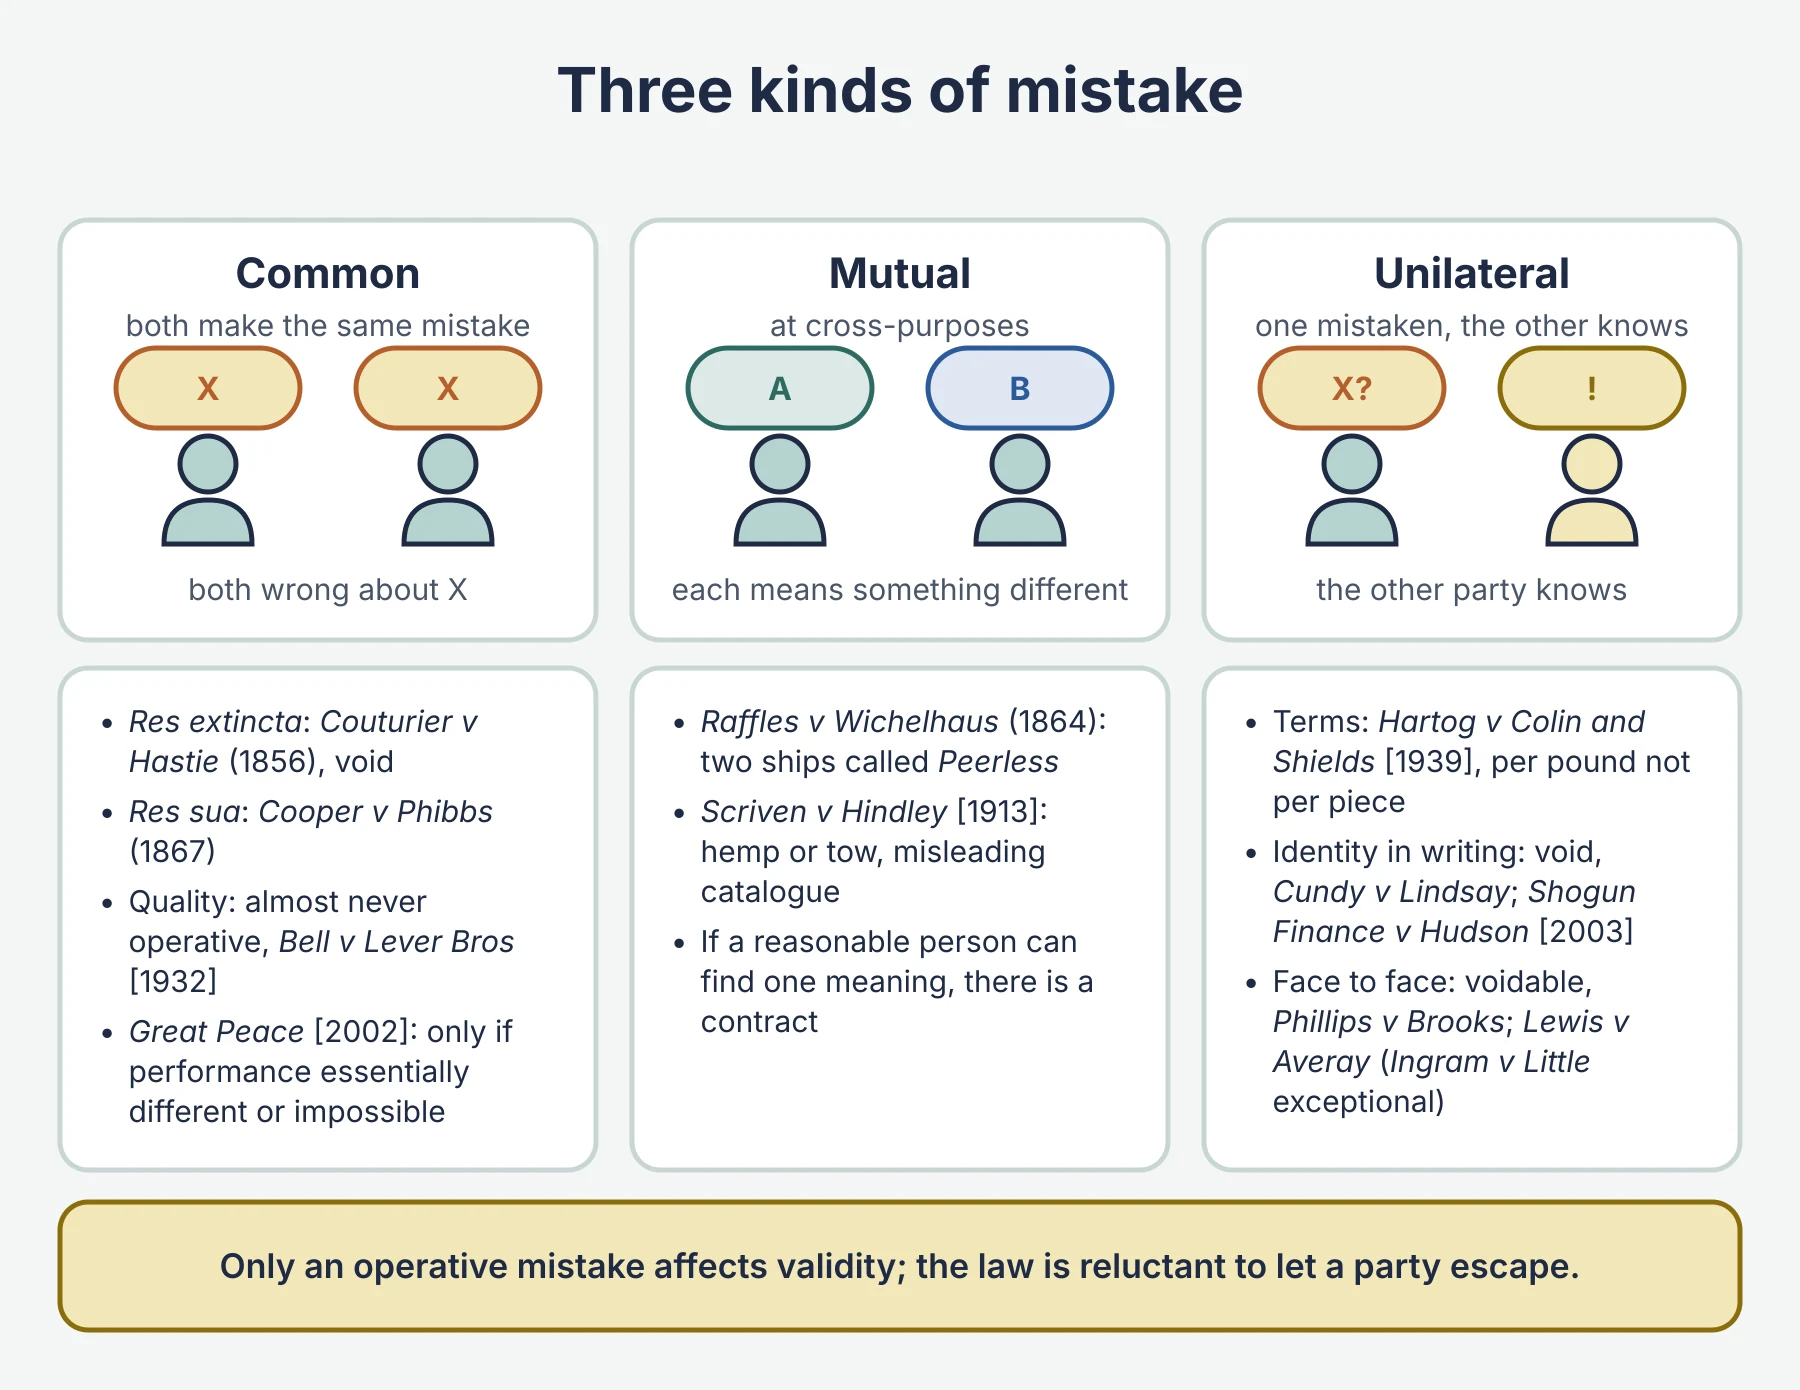 Three kinds of mistake
Common
both make the same mistake
X
X
both wrong about X
Mutual
at cross-purposes
A
B
each means something different
Unilateral
one mistaken, the other knows
X?
!
the other party knows
• Res extincta: Couturier v
Hastie (1856), void
• Res sua: Cooper v Phibbs
(1867)
• Quality: almost never
operative, Bell v Lever Bros
[1932]
• Great Peace [2002]: only if
performance essentially
different or impossible
• Raffles v Wichelhaus (1864):
two ships called Peerless
• Scriven v Hindley [1913]:
hemp or tow, misleading
catalogue
• If a reasonable person can
find one meaning, there is a
contract
• Terms: Hartog v Colin and
Shields [1939], per pound not
per piece
• Identity in writing: void,
Cundy v Lindsay; Shogun
Finance v Hudson [2003]
• Face to face: voidable,
Phillips v Brooks; Lewis v
Averay (Ingram v Little
exceptional)
Only an operative mistake affects validity; the law is reluctant to let a party escape.